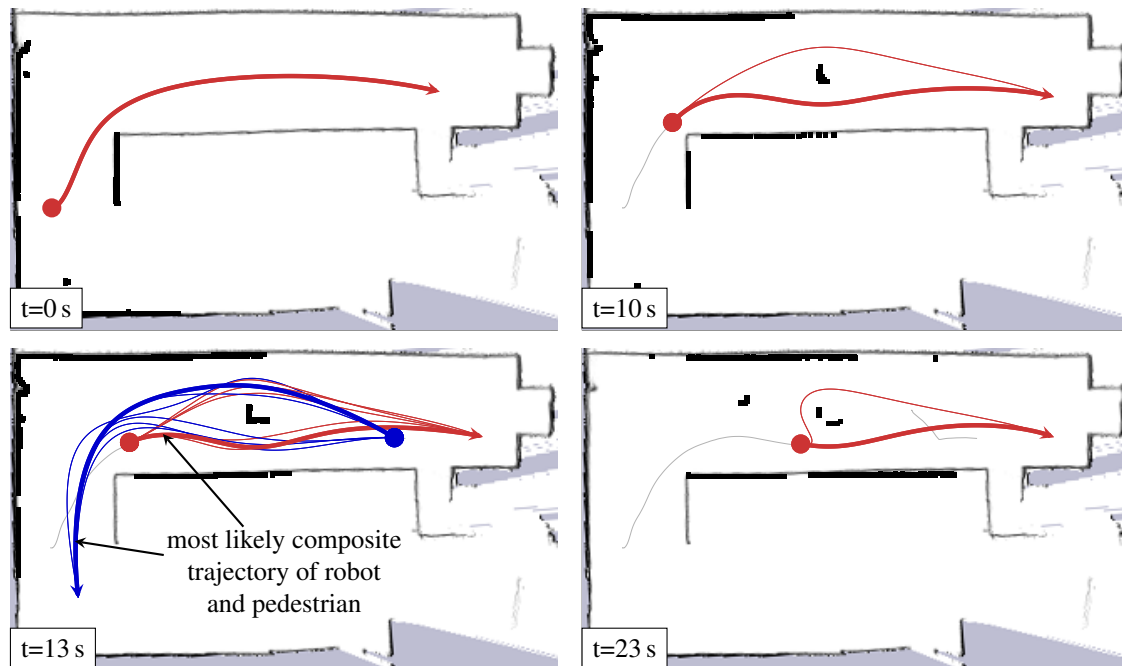 t=0 s
t=10 s
most likely composite
trajectory of robot
and pedestrian
t=13 s
t=23 s